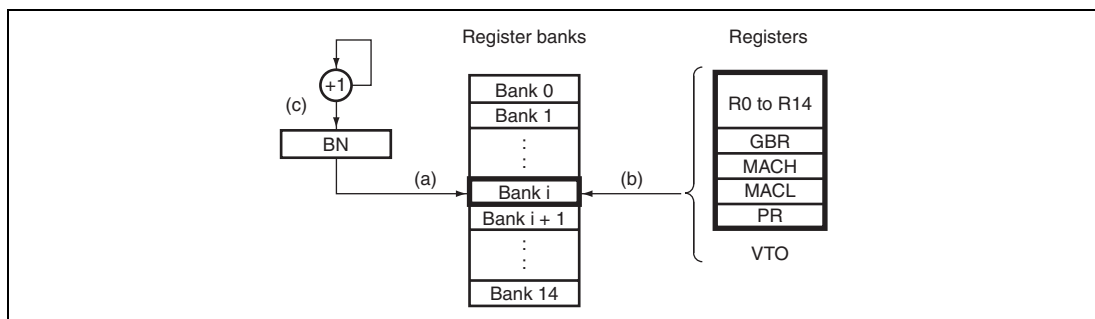 Register banks
Registers
+1
(c)
BN
(a)
Bank 0
Bank 1
Bank i
Bank i + 1
Bank 14
(b)
R0 to R14
GBR
MACH
MACL
PR
VTO